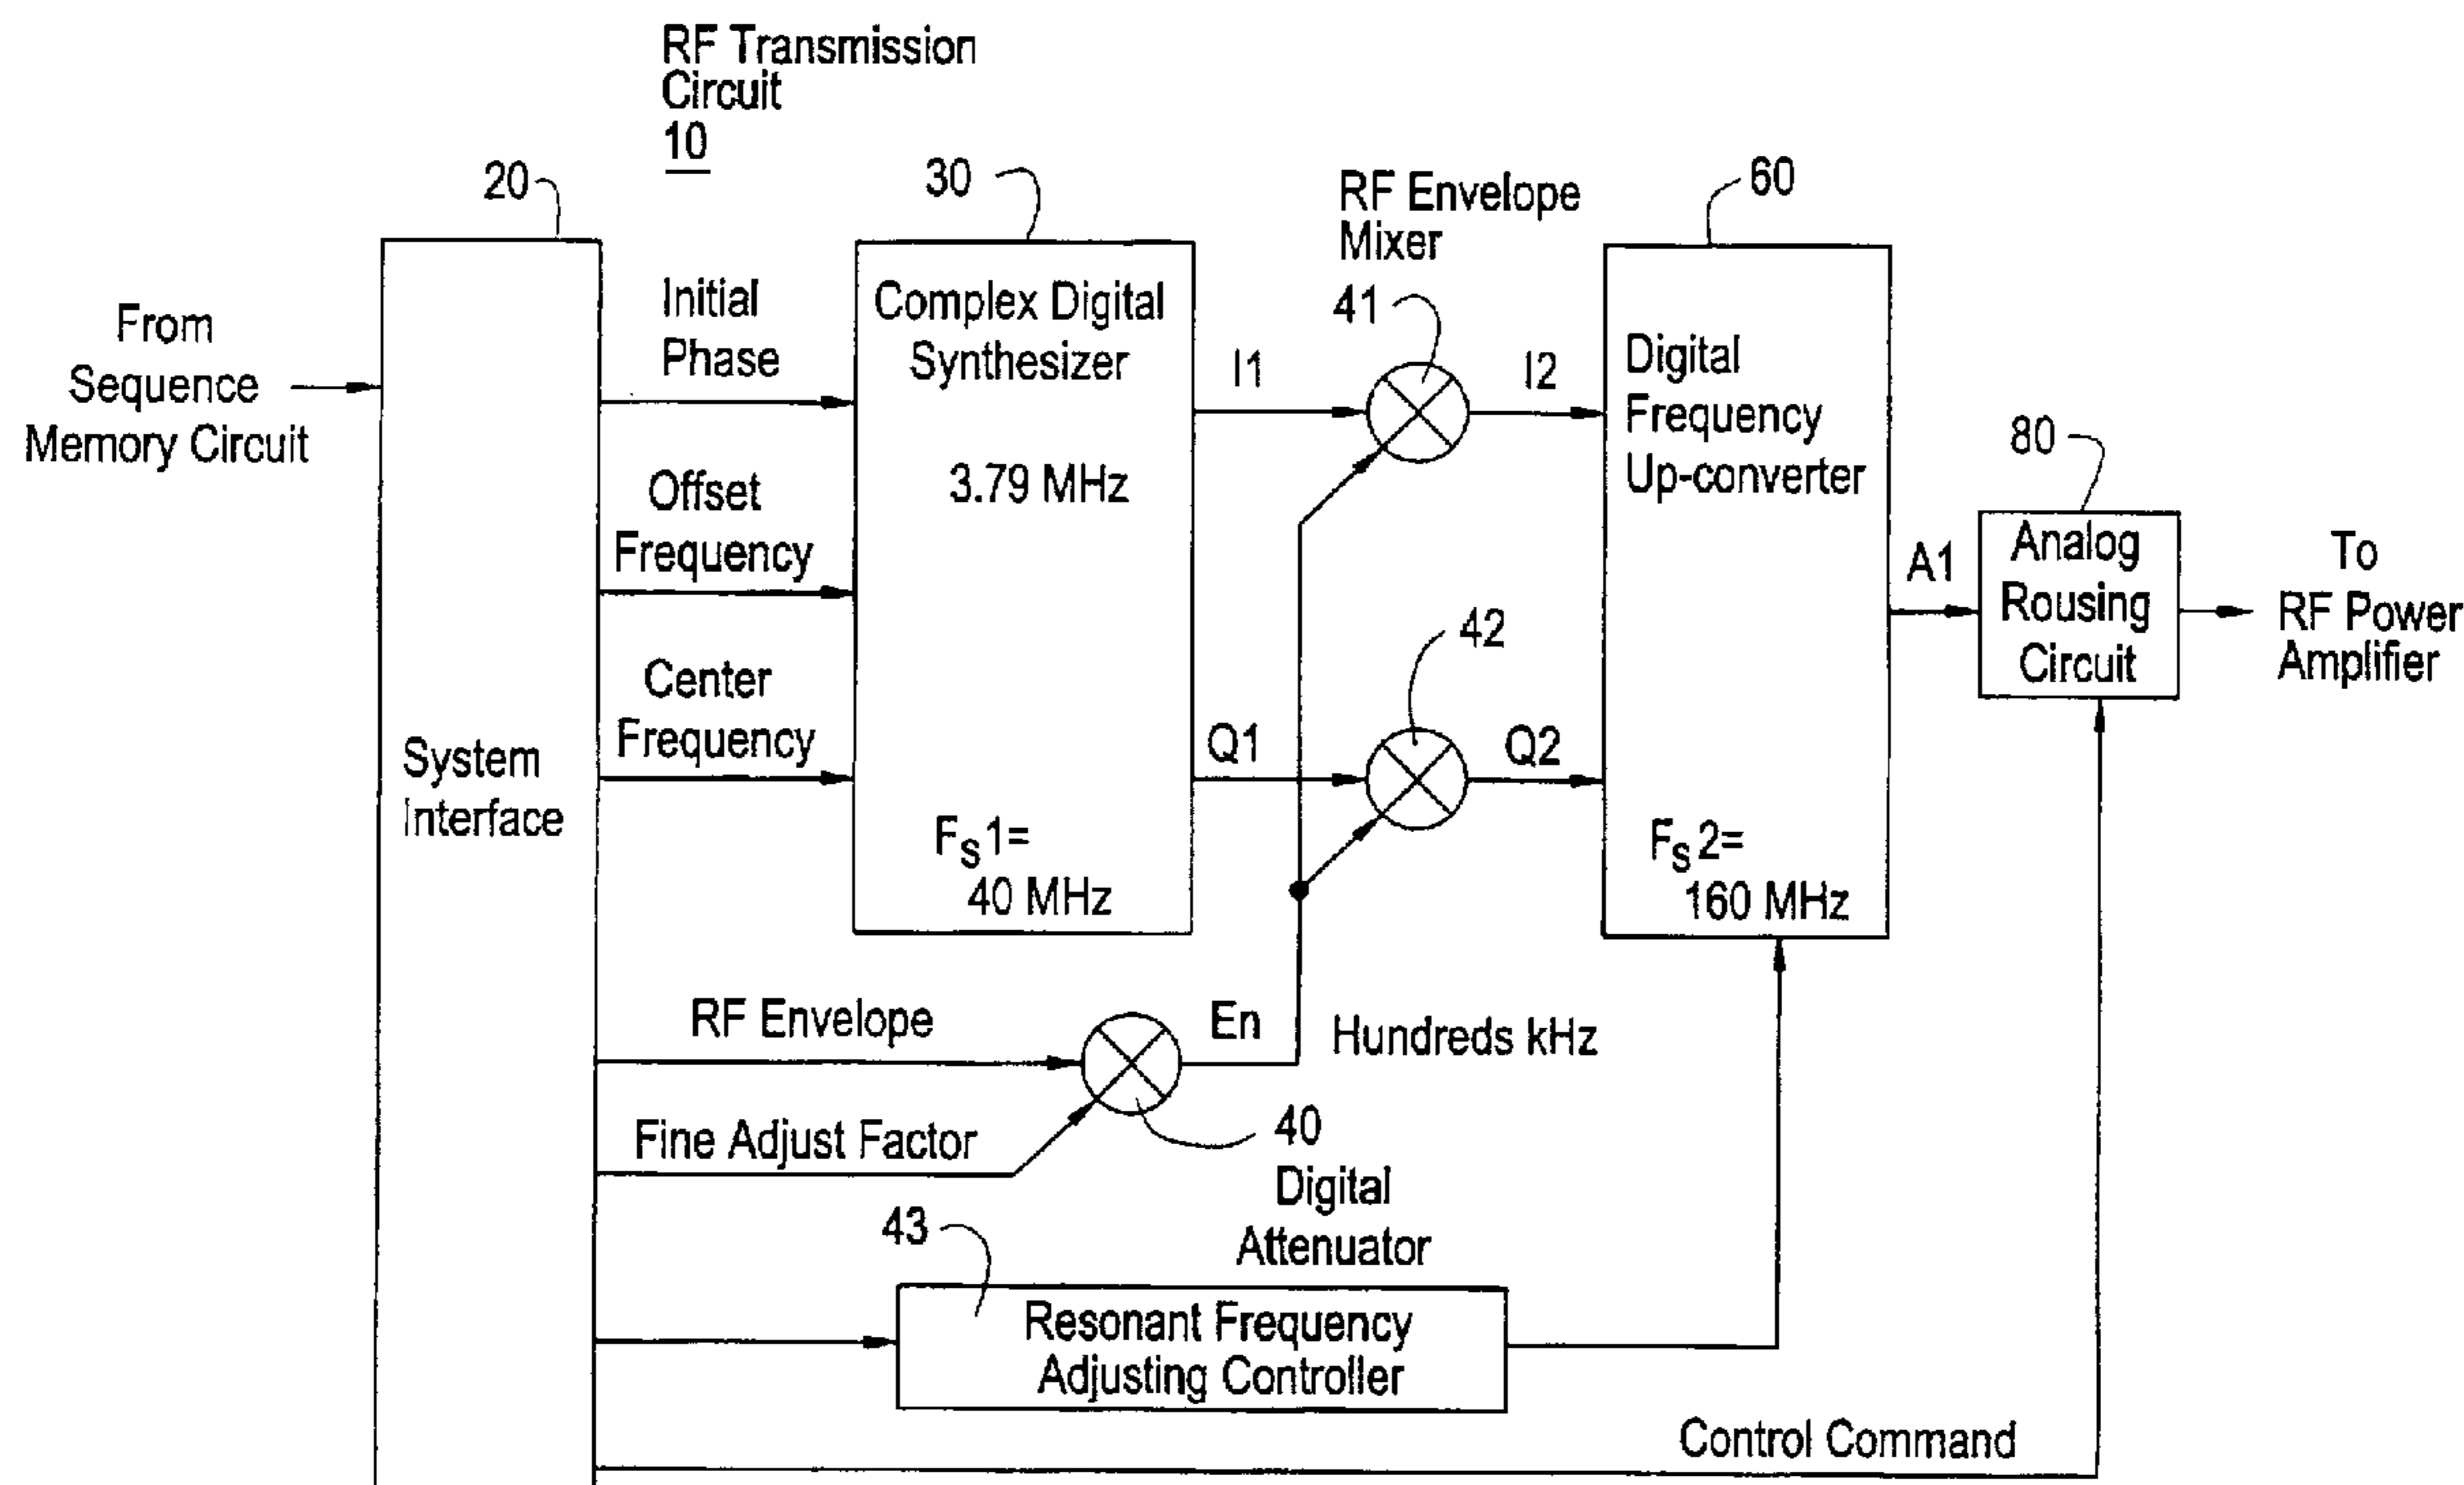 RF Transmission
Circuit
10
20
30
RF Envelope
Mixer
41
60
From
Sequence
Memory Circuit
Initial
Phase
Complex Digital
Synthesizer
3.79 MHz
I1
I2
Digital
Frequency
Up-converter
80
Offset
Frequency
42
A1
Analog
Rousing
Circuit
To
RF Power
Amplifier
Center
Frequency
Q1
Q2
System
Interface
Fs1=
40 MHz
Fs2=
160 MHz
RF Envelope
En
Hundreds kHz
Fine Adjust Factor
40
Digital
Attenuator
43
Resonant Frequency
Adjusting Controller
Control Command